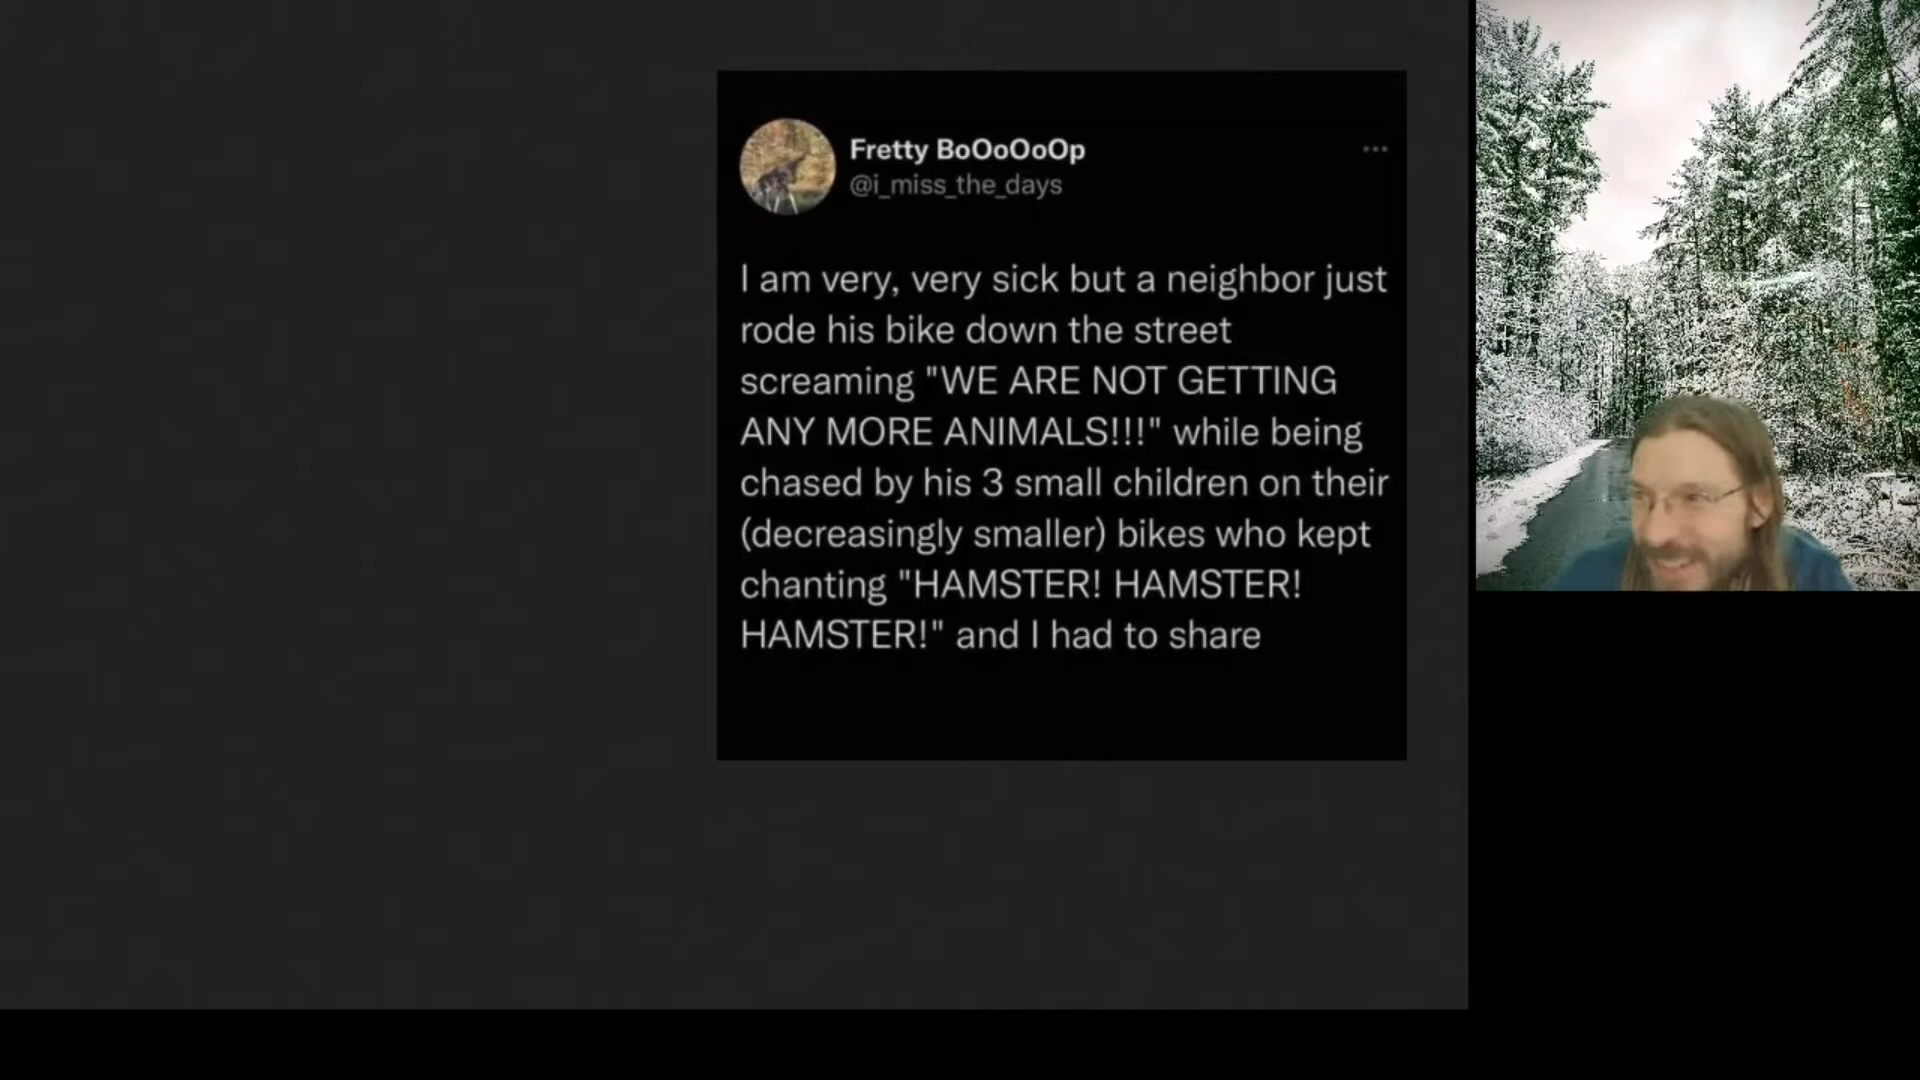 Fretty BoOoOoOp
@i_miss_the_days
I am very, very sick but a neighbor just
rode his bike down the street
screaming "WE ARE NOT GETTING
ANY MORE ANIMALS!!!" while being
chased by his 3 small children on their
(decreasingly smaller) bikes who kept
chanting "HAMSTER! HAMSTER!
HAMSTER!" and I had to share